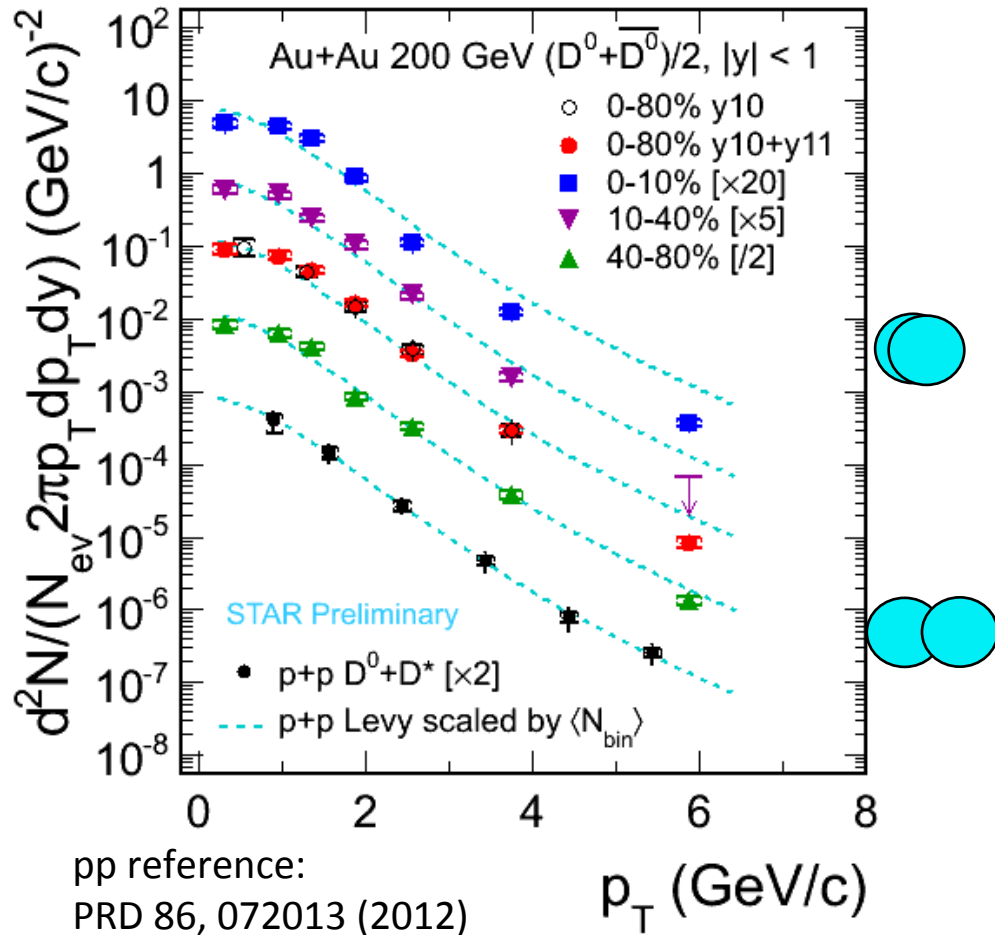 d²N/(N_ev 2πp_T dp_T dy) (GeV/c)⁻²
10²
10
1
10⁻¹
10⁻²
10⁻³
10⁻⁴
10⁻⁵
10⁻⁶
10⁻⁷
10⁻⁸
Au+Au 200 GeV (D⁰+D̅⁰)/2, |y| < 1
0-80% y10
0-80% y10+y11
0-10% [×20]
10-40% [×5]
40-80% [/2]
STAR Preliminary
p+p D⁰+D* [×2]
p+p Levy scaled by ⟨N_bin⟩
0 2 4 6 8
p_T (GeV/c)
pp reference:
PRD 86, 072013 (2012)